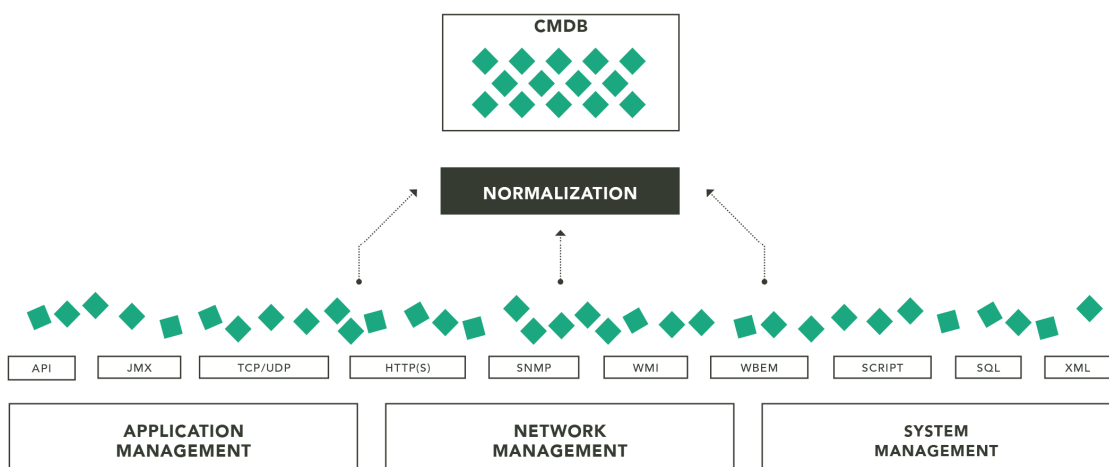 CMDB
NORMALIZATION
API
JMX
TCP/UDP
HTTP(S)
SNMP
WMI
WBEM
SCRIPT
SQL
XML
APPLICATION
MANAGEMENT
NETWORK
MANAGEMENT
SYSTEM
MANAGEMENT